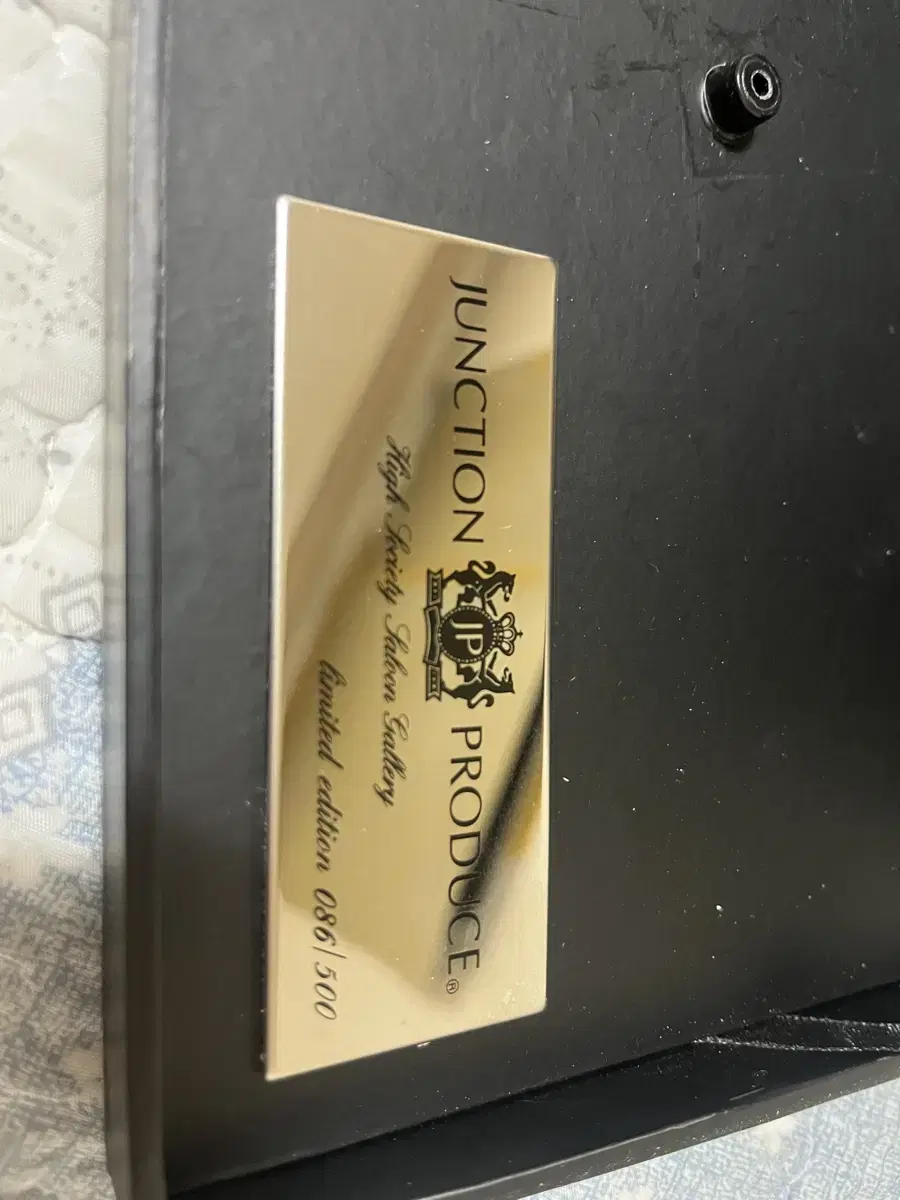 JUNCTION JP PRODUCE®
High Society Saloon Gallery
limited edition 086/500